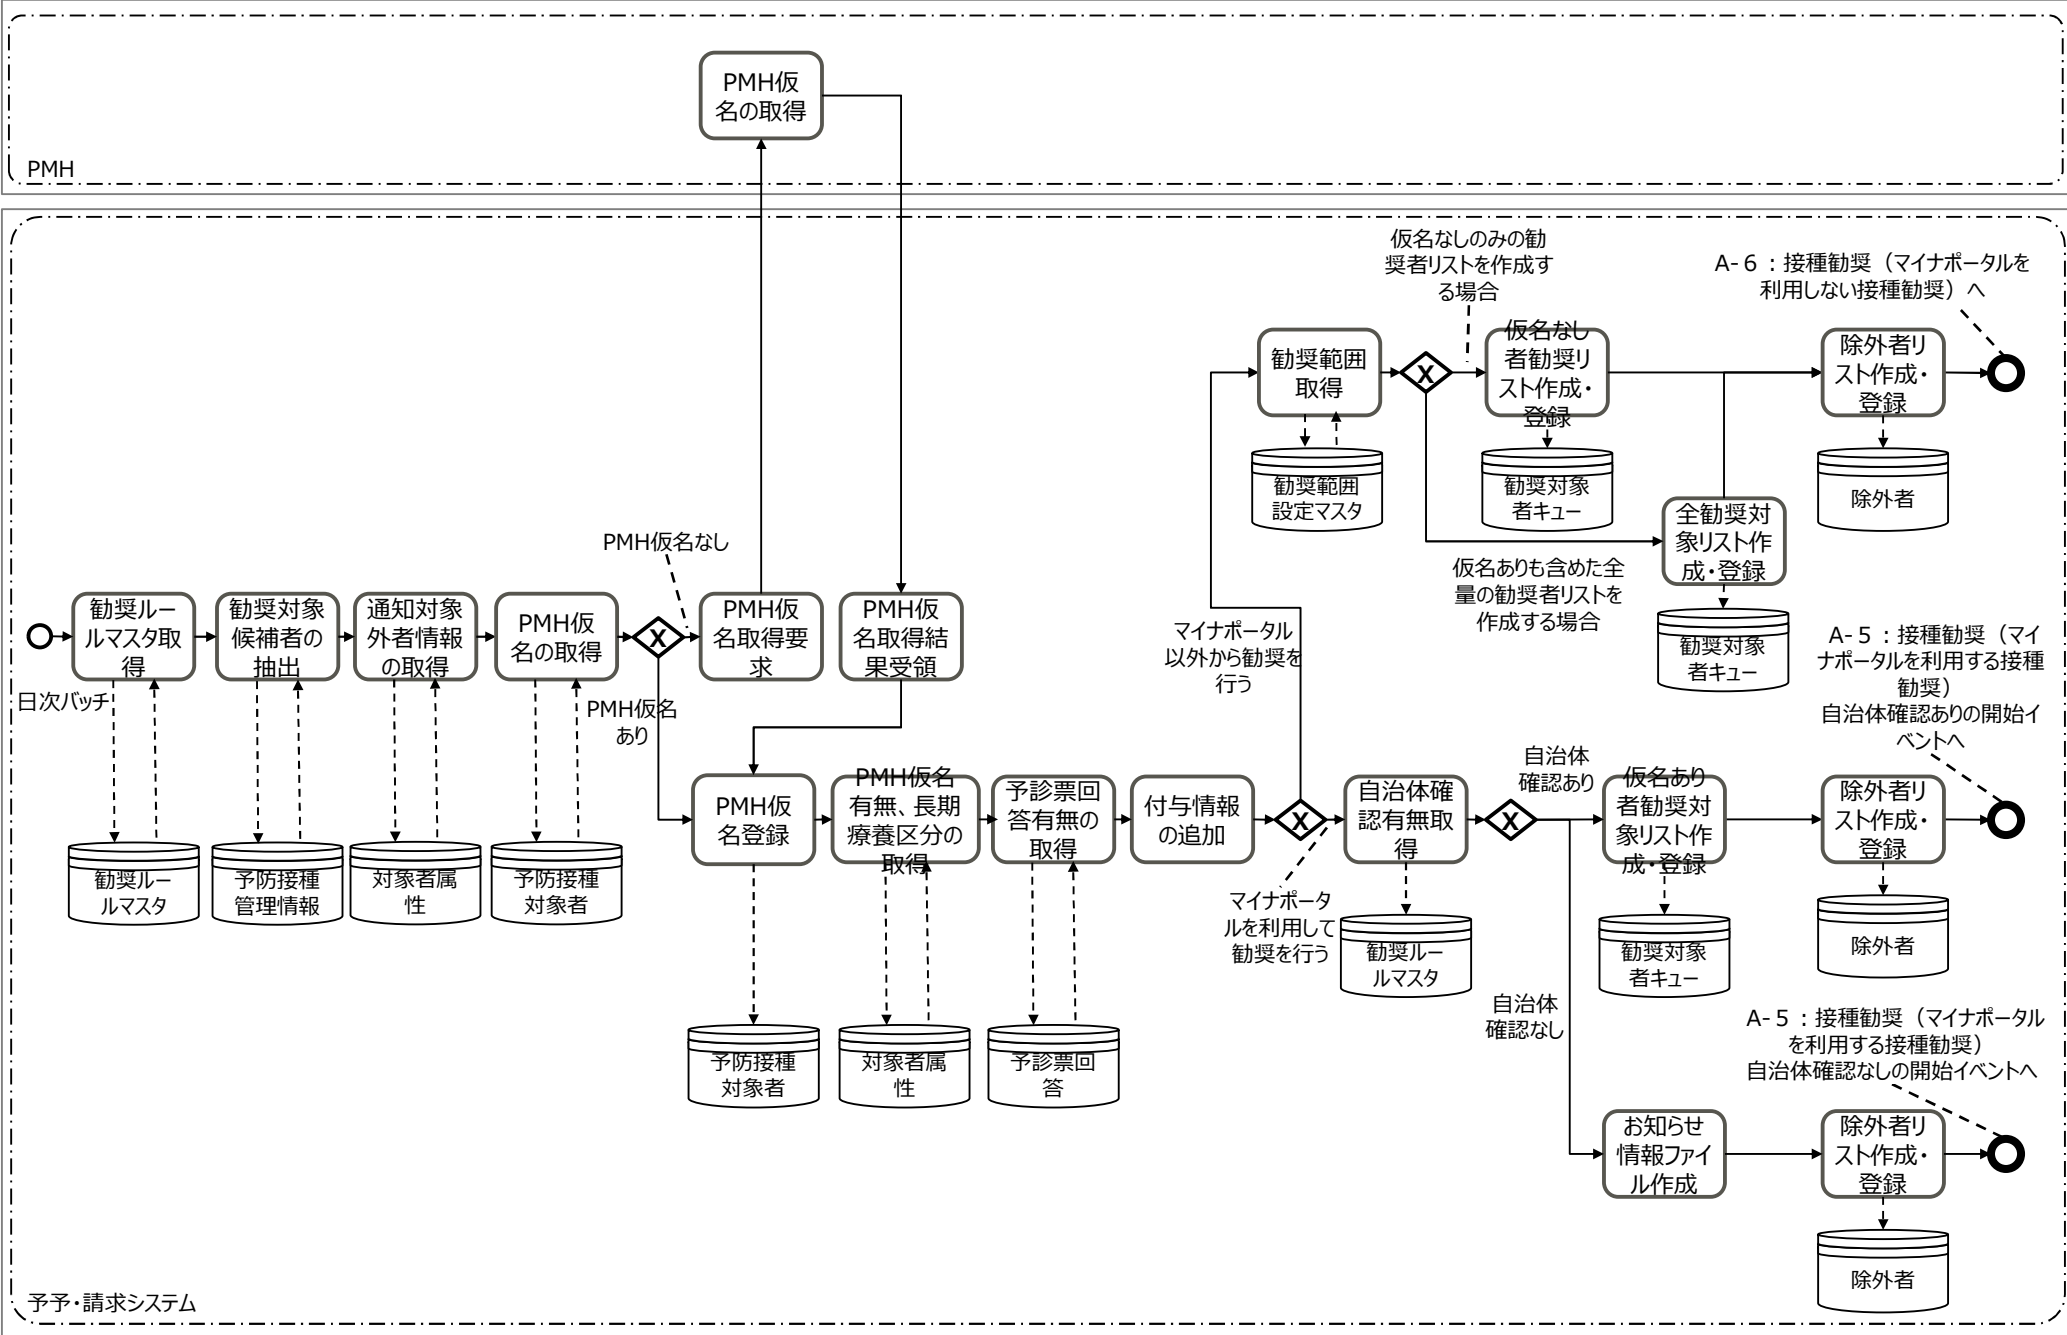 PMH仮
名の取得
PMH
仮名なしのみの勧
奨者リストを作成す
る場合
A-６：接種勧奨（マイナポータルを
利用しない接種勧奨）へ
勧奨範囲
取得
X
仮名なし
者勧奨リ
スト作成・
登録
除外者リ
スト作成・
登録
勧奨範囲
設定マスタ
勧奨対象
者キュー
除外者
全勧奨対
象リスト作
成・登録
仮名ありも含めた全
量の勧奨者リストを
作成する場合
勧奨対象
者キュー
PMH仮名なし
勧奨ルー
ルマスタ取
得
勧奨対象
候補者の
抽出
通知対象
外者情報
の取得
PMH仮
名の取得
X
PMH仮
名取得要
求
PMH仮
名取得結
果受領
日次バッチ
PMH仮名
あり
マイナポータル
以外から勧奨を
行う
A-５：接種勧奨（マイ
ナポータルを利用する接種
勧奨）
自治体確認ありの開始イ
ベントへ
勧奨ルー
ルマスタ
予防接種
管理情報
対象者属
性
予防接種
対象者
PMH仮
名登録
PMH仮名
有無、長期
療養区分の
取得
予診票回
答有無の
取得
付与情報
の追加
X
自治体確
認有無取
得
X
自治体
確認あり
仮名あり
者勧奨対
象リスト作
成・登録
除外者リ
スト作成・
登録
マイナポータ
ルを利用して
勧奨を行う
勧奨ルー
ルマスタ
勧奨対象
者キュー
除外者
自治体
確認なし
予防接種
対象者
対象者属
性
予診票回
答
A-５：接種勧奨（マイナポータル
を利用する接種勧奨）
自治体確認なしの開始イベントへ
お知らせ
情報ファイ
ル作成
除外者リ
スト作成・
登録
除外者
予予・請求システム